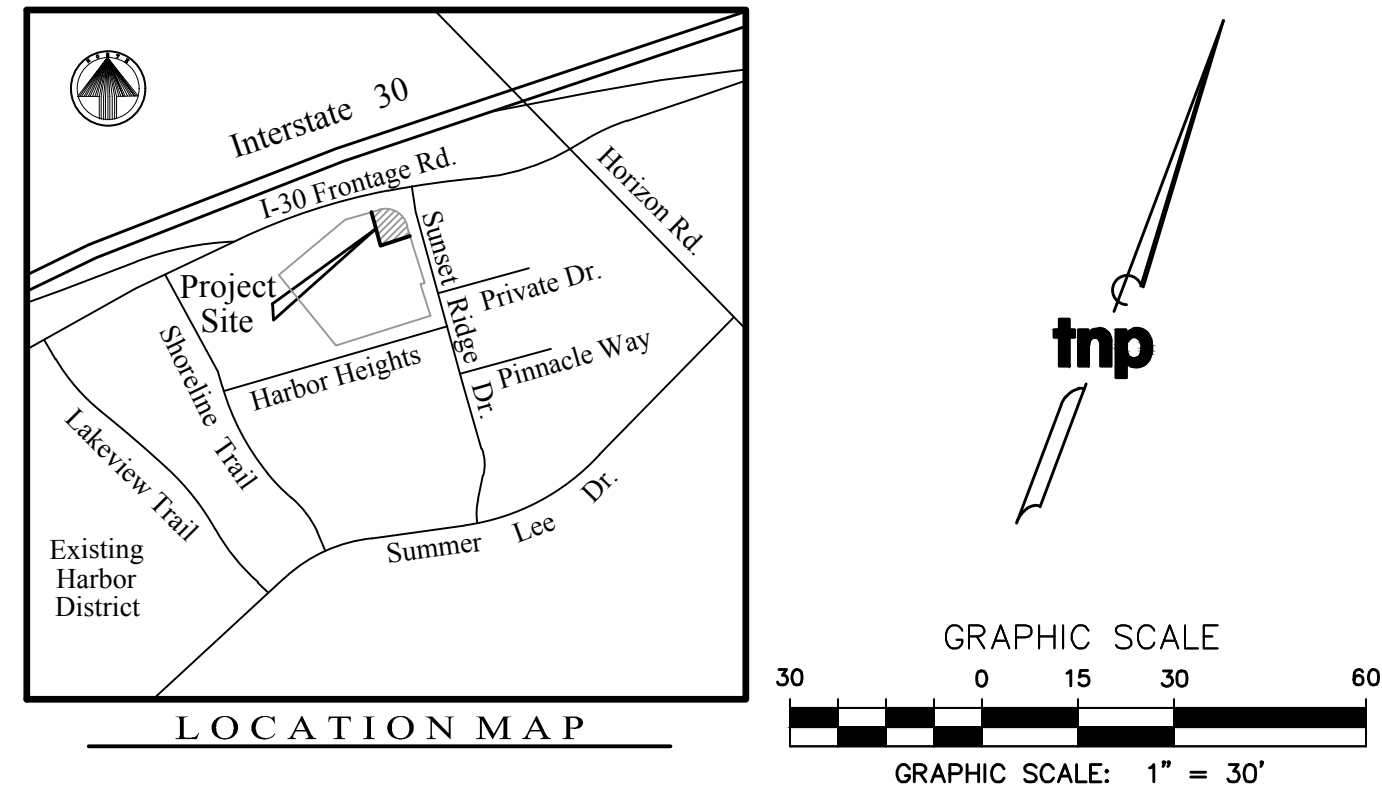 NORTH
Interstate 30
I-30 Frontage Rd.
Horizon Rd.
Sunset Ridge Dr.
Private Dr.
Project
Site
Shoreline Trail
Harbor Heights
Pinnacle Way
Lakeview Trail
Existing
Harbor
District
Summer Lee Dr.
LOCATION MAP
tnp
GRAPHIC SCALE
30 0 15 30 60
GRAPHIC SCALE: 1" = 30'